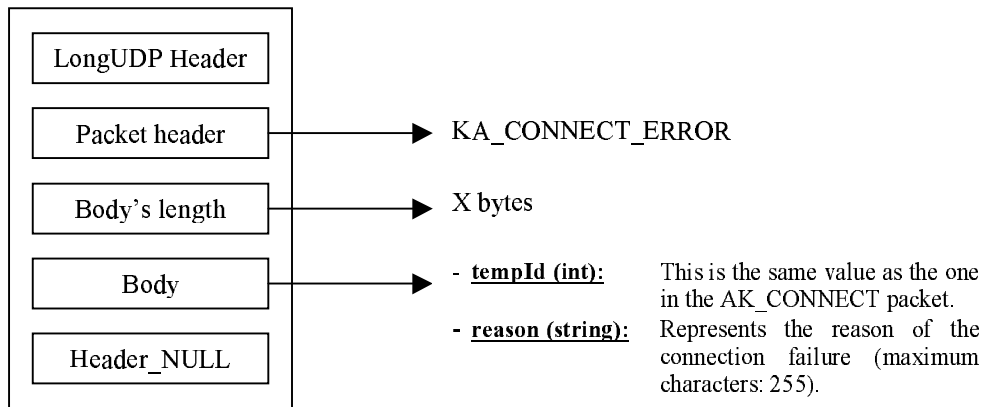 LongUDP Header
Packet header
KA_CONNECT_ERROR
Body's length
X bytes
Body
- tempId (int):
This is the same value as the one
in the AK_CONNECT packet.
- reason (string):
Represents the reason of the
connection failure (maximum
characters: 255).
Header_NULL